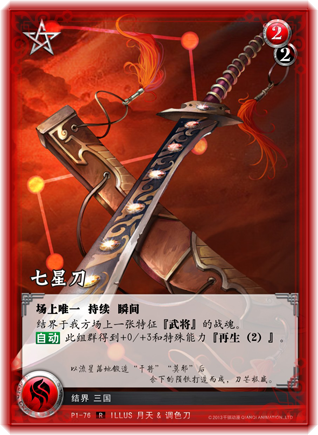 2
2
七星刀
场上唯一 持续 瞬间
结界于我方场上一张特征『武将』的战魂。
自动 此组群得到+0/+3和特殊能力『再生（2）』。
以流星落地锻造“干将”“莫邪”后
余下的陨铁打造而成，刀芒摧威。
结界 三国
P1-76 R ILLUS 月天 & 调色刀